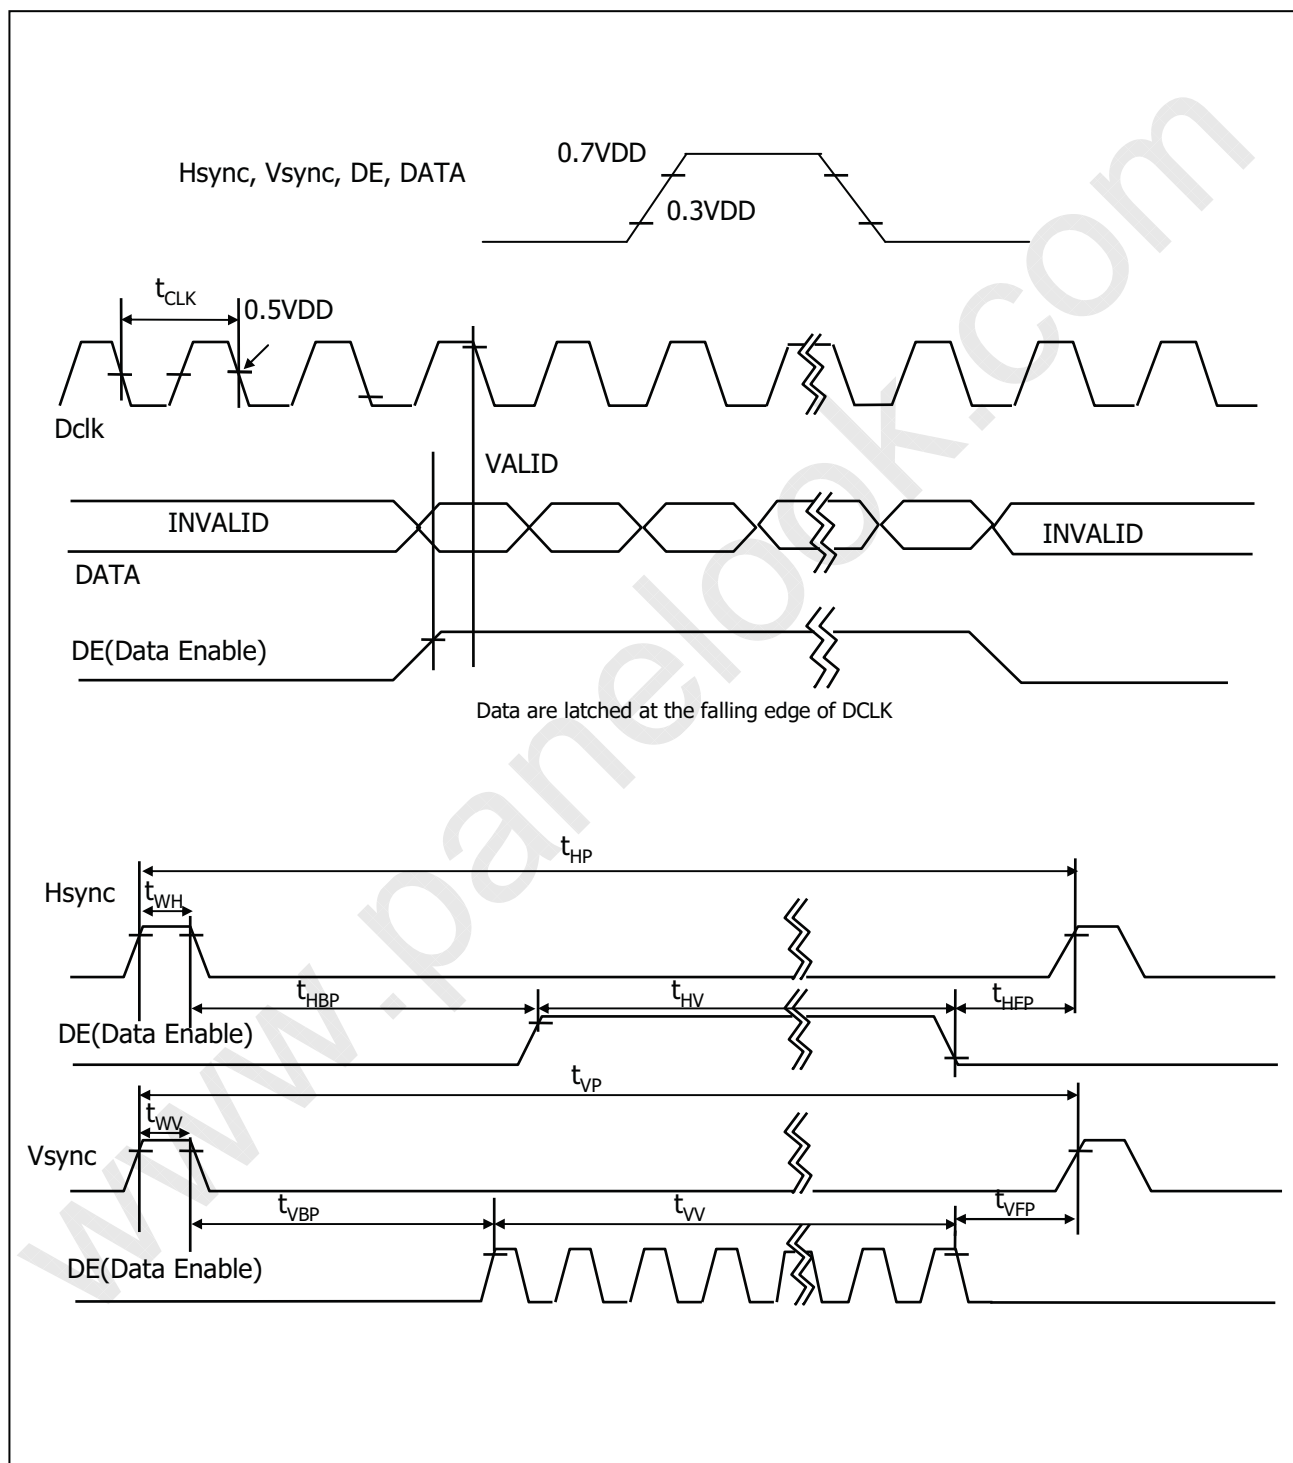 0.7VDD
Hsync, Vsync, DE, DATA
0.3VDD
tCLK
0.5VDD
Dclk
VALID
INVALID
INVALID
DATA
DE(Data Enable)
Data are latched at the falling edge of DCLK
tHP
Hsync
tWH
tHBP
tHV
tHFP
DE(Data Enable)
tVP
tWV
Vsync
tVBP
tVV
tVFP
DE(Data Enable)
www.panelook.com